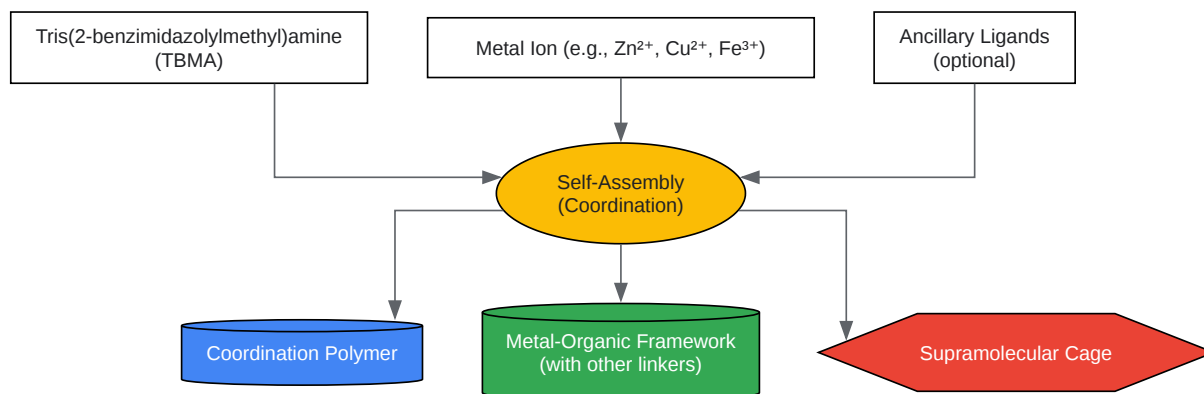 Tris(2-benzimidazolylmethyl)amine
(TBMA)
Metal Ion (e.g., Zn²⁺, Cu²⁺, Fe³⁺)
Ancillary Ligands
(optional)
Self-Assembly
(Coordination)
Coordination Polymer
Metal-Organic Framework
(with other linkers)
Supramolecular Cage